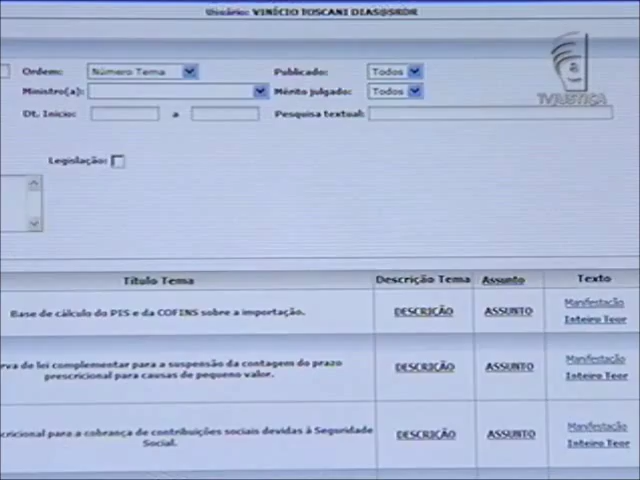 Usuário: VINÍCIO TOSCANI DIAS@SRDR
Ordem: Número Tema Publicado: Todos
Ministro(a): Mérito julgado: Todos
Dt. Início: a Pesquisa textual:
TV JUSTIÇA
Legislação:
Título Tema Descrição Tema Assunto Texto
Base de cálculo do PIS e da COFINS sobre a importação. DESCRIÇÃO ASSUNTO Manifestação
Inteiro Teor
rva de lei complementar para a suspensão da contagem do prazo
prescricional para causas de pequeno valor. DESCRIÇÃO ASSUNTO Manifestação
Inteiro Teor
cricional para a cobrança de contribuições sociais devidas à Seguridade
Social. DESCRIÇÃO ASSUNTO Manifestação
Inteiro Teor